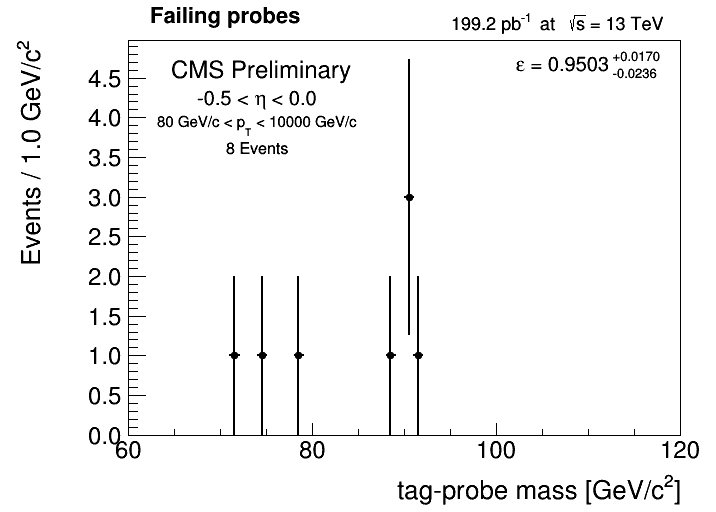 Failing probes
199.2 pb⁻¹ at √s = 13 TeV
CMS Preliminary
ε = 0.9503 +0.0170 -0.0236
-0.5 < η < 0.0
80 GeV/c < p_T < 10000 GeV/c
8 Events
Events / 1.0 GeV/c²
4.5
4.0
3.5
3.0
2.5
2.0
1.5
1.0
0.5
0.0
60 80 100 120
tag-probe mass [GeV/c²]